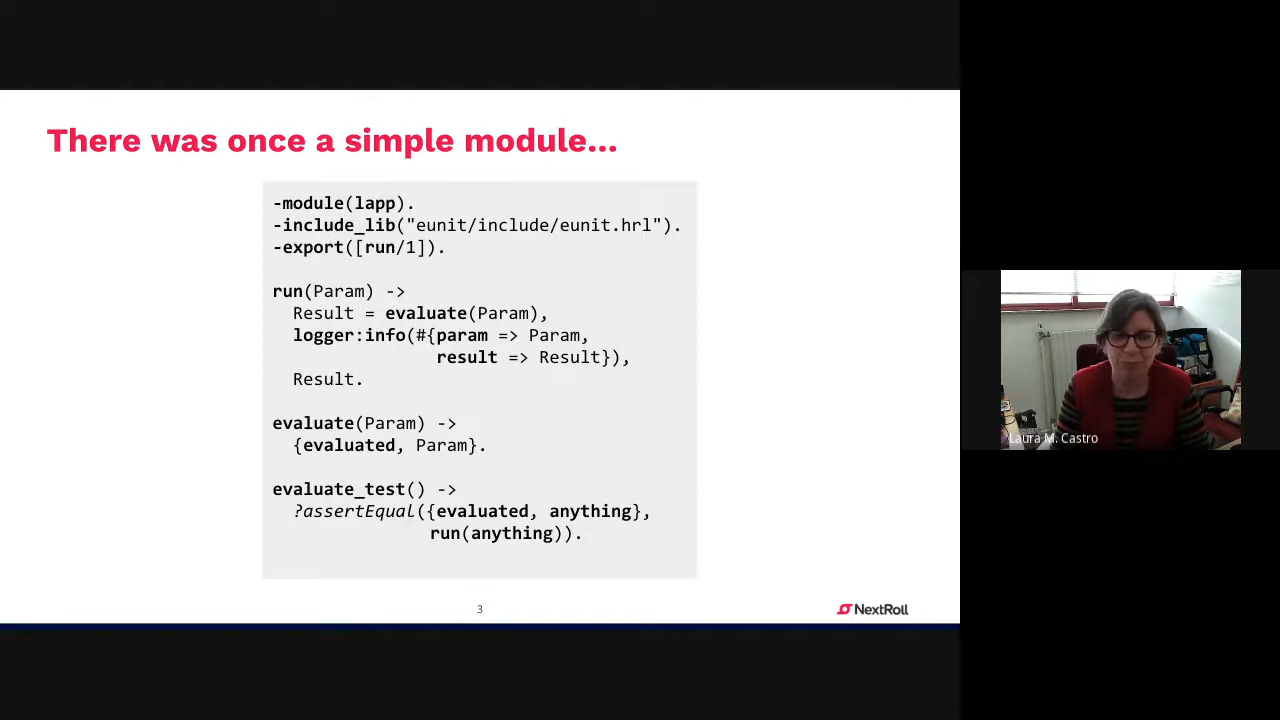 There was once a simple module...
-module(lapp).
-include_lib("eunit/include/eunit.hrl").
-export([run/1]).
run(Param) ->
Result = evaluate(Param),
logger:info(#{param => Param,
result => Result}),
Result.
evaluate(Param) ->
{evaluated, Param}.
evaluate_test() ->
?assertEqual({evaluated, anything},
run(anything)).
3
NextRoll
Laura M. Castro